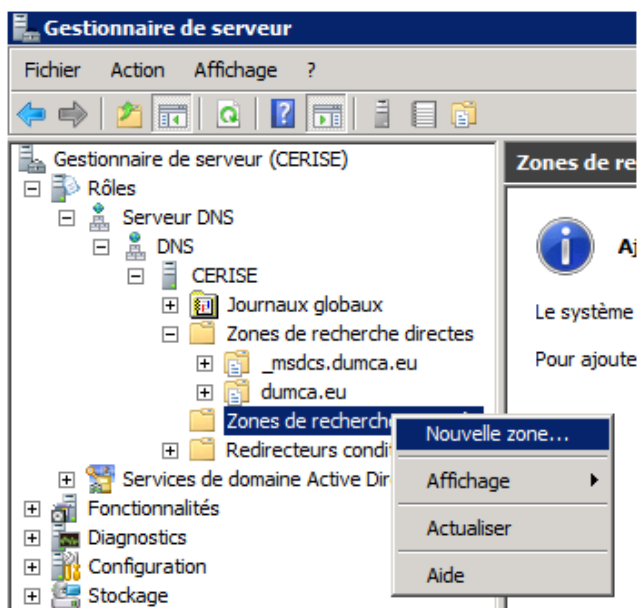 Gestionnaire de serveur
Fichier Action Affichage ?
Gestionnaire de serveur (CERISE)
Zones de re
Rôles
Serveur DNS
DNS
CERISE
Aj
Journaux globaux
Le système
Zones de recherche directes
_msdcs.dumca.eu
Pour ajoute
dumca.eu
Zones de recherche
Nouvelle zone...
Redirecteurs condi
Services de domaine Active Dir
Affichage
Fonctionnalités
Actualiser
Diagnostics
Configuration
Aide
Stockage